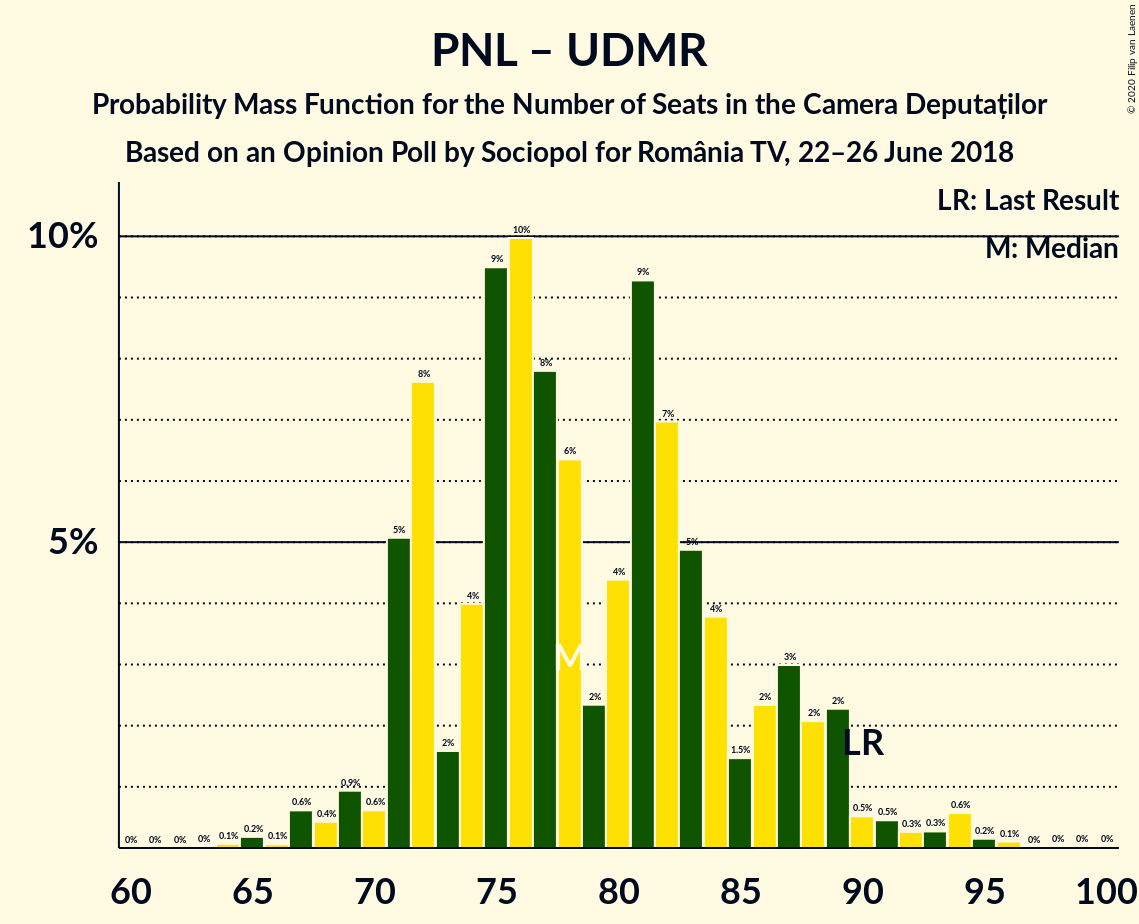 PNL – UDMR
Probability Mass Function for the Number of Seats in the Camera Deputaților
Based on an Opinion Poll by Sociopol for România TV, 22–26 June 2018
© 2020 Filip van Laenen
LR: Last Result
M: Median
10%
5%
0% 0% 0% 0% 0.1% 0.2% 0.1% 0.6% 0.4% 0.9% 0.6% 5% 8% 2% 4% 9% 10% 8% 6% 2% 4% 9% 7% 5% 4% 1.5% 2% 3% 2% 2% 0.5% 0.5% 0.3% 0.3% 0.6% 0.2% 0.1% 0% 0% 0% 0%
M
LR
60 65 70 75 80 85 90 95 100